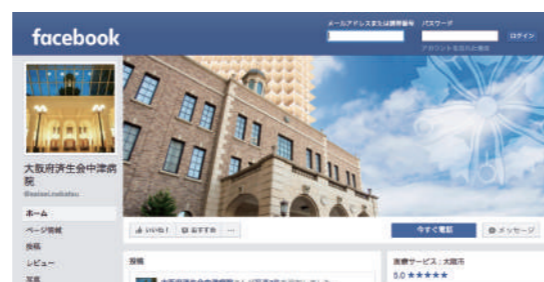 facebook
メールアドレスまたは携帯番号 パスワード
ログイン
アカウントを忘れた場合
大阪府済生会中津病
院
ホーム
ページ情報
投稿
レビュー
写真
いいね! おすすめ ...
今すぐ電話 メッセージ
投稿
医療サービス:大阪市
5.0 ★★★★★